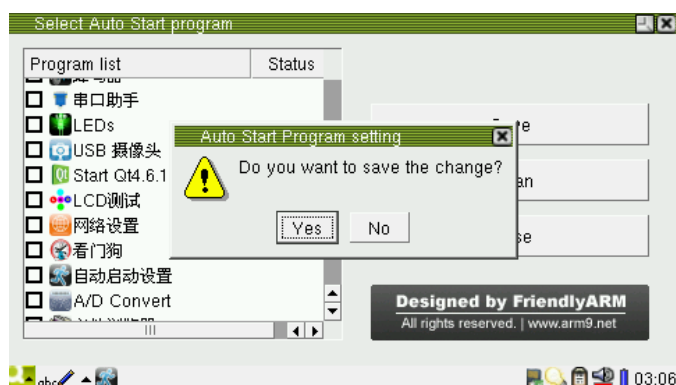 Select Auto Start program
Program list
Status
串口助手
LEDs
USB 摄像头
Start Qt4.6.1
LCD测试
网络设置
看门狗
自动启动设置
A/D Convert
Auto Start Program setting
Do you want to save the change?
Yes
No
Designed by FriendlyARM
All rights reserved. | www.arm9.net
abc
03:06